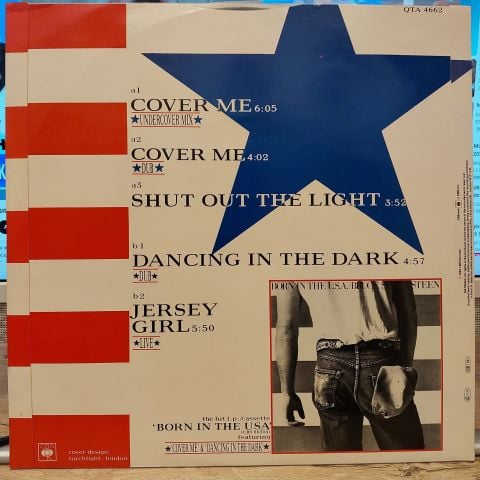 QTA 4662
a1
COVER ME 6:05
★UNDERCOVER MIX★
a2
COVER ME 4:02
★DUB★
a3
SHUT OUT THE LIGHT 3:52
b1
DANCING IN THE DARK 4:57
★DUB★
b2
JERSEY
GIRL 5:50
★LIVE★
BORN IN THE U.S.A.
the hit l.p./cassette
'BORN IN THE USA'
featuring
★'COVER ME' & 'DANCING IN THE DARK'★
CBS
cover design:
torchlight. london